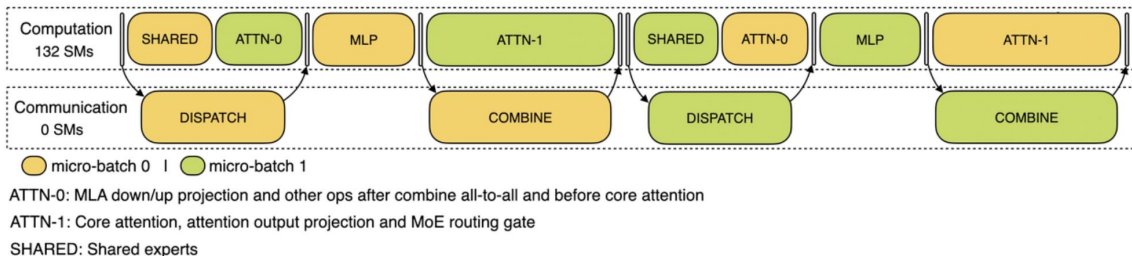 Computation
132 SMs
SHARED
ATTN-0
MLP
ATTN-1
SHARED
ATTN-0
MLP
ATTN-1
Communication
0 SMs
DISPATCH
COMBINE
DISPATCH
COMBINE
micro-batch 0 | micro-batch 1
ATTN-0: MLA down/up projection and other ops after combine all-to-all and before core attention
ATTN-1: Core attention, attention output projection and MoE routing gate
SHARED: Shared experts